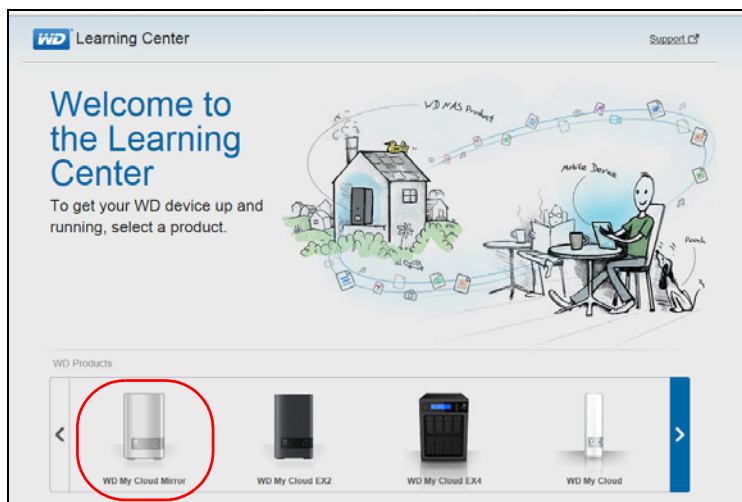 WD Learning Center
Support
Welcome to
the Learning
Center
To get your WD device up and
running, select a product.
WD NAS Product
Mobile Device
Pooch
WD Products
WD My Cloud Mirror
WD My Cloud EX2
WD My Cloud EX4
WD My Cloud